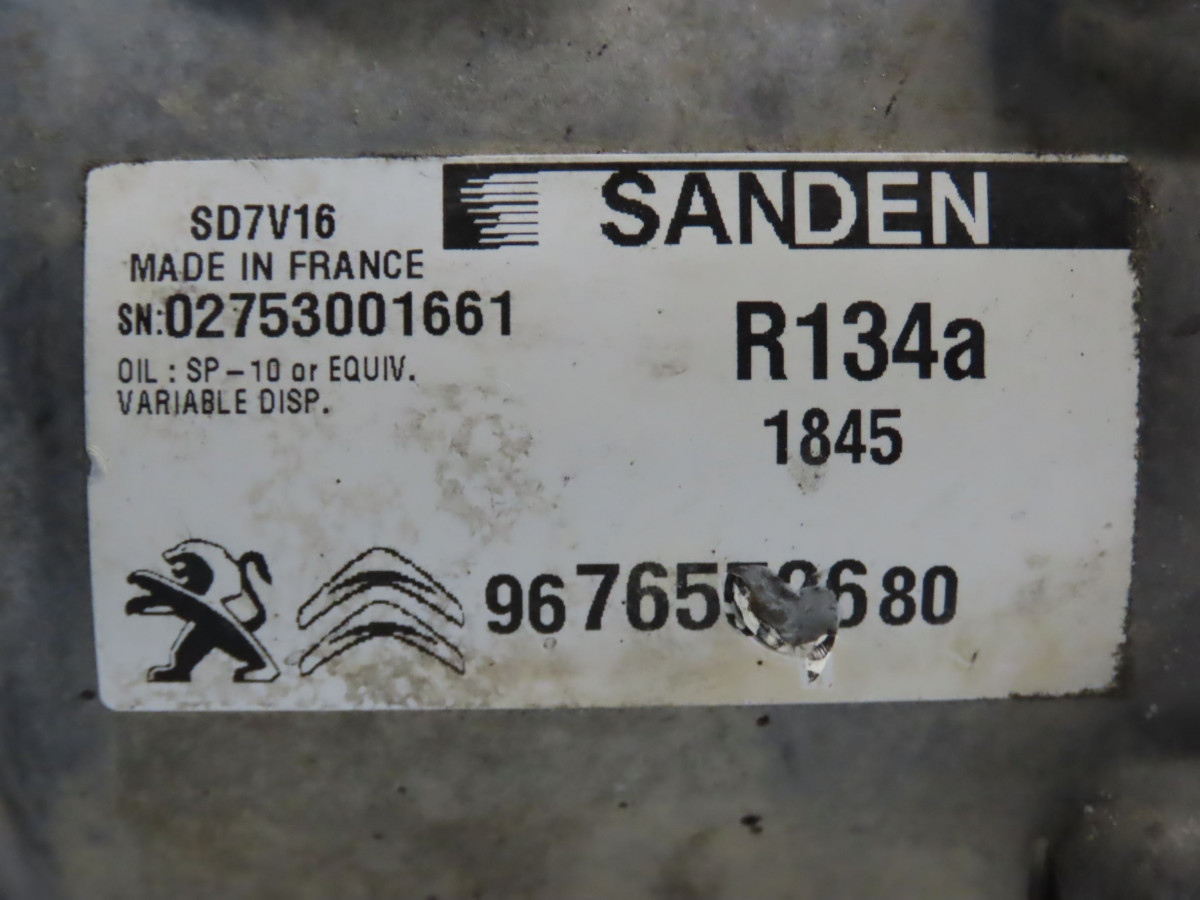 SD7V16
SANDEN
MADE IN FRANCE
SN:02753001661
R134a
OIL : SP-10 or EQUIV.
VARIABLE DISP.
1845